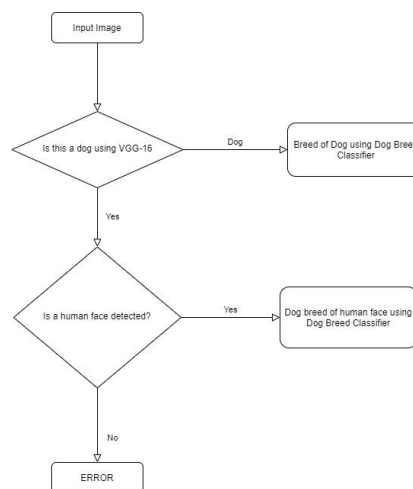 Input Image
Is this a dog using VGG-16
Dog
Breed of Dog using Dog Bree
Classifier
Yes
Is a human face detected?
Yes
Dog breed of human face using
Dog Breed Classifier
No
ERROR